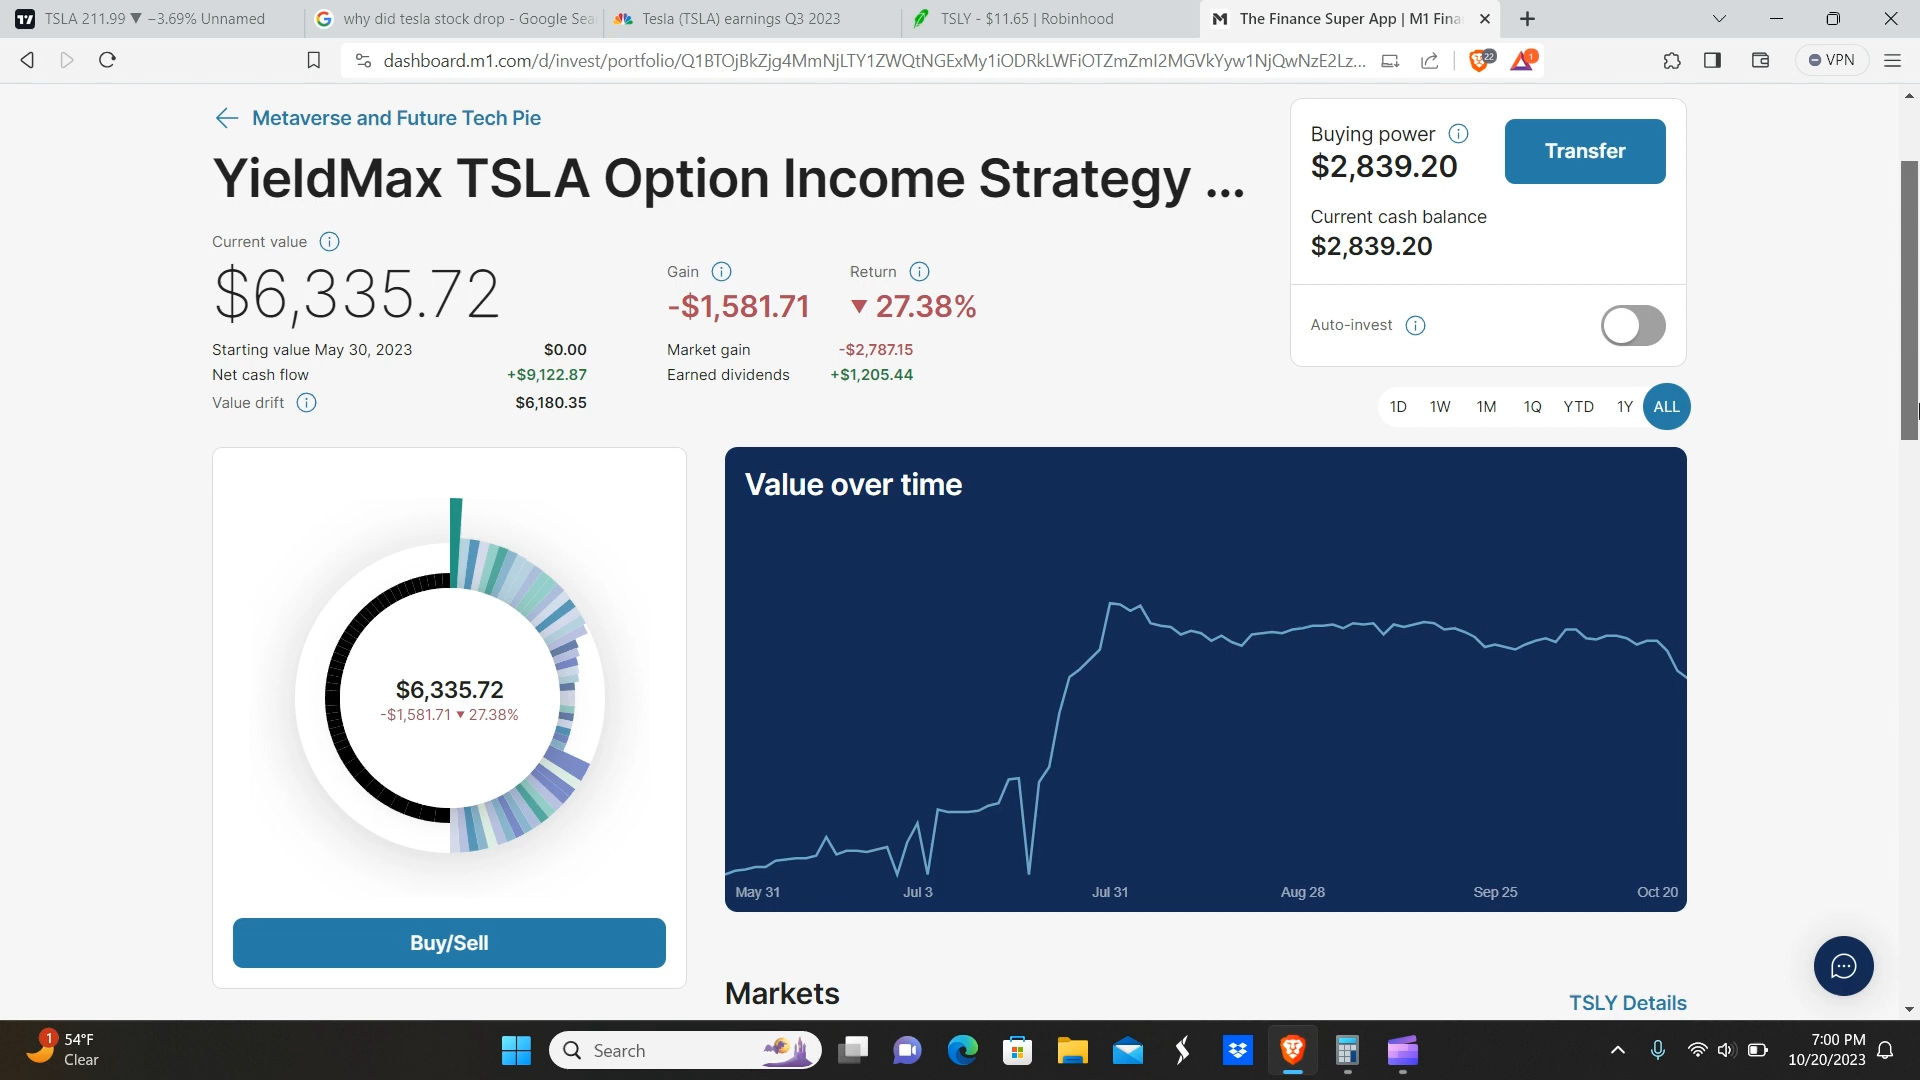 TSLA 211.99 ▼ −3.69% Unnamed
why did tesla stock drop - Google Sea
Tesla (TSLA) earnings Q3 2023
TSLY - $11.65 | Robinhood
The Finance Super App | M1 Fina
dashboard.m1.com/d/invest/portfolio/Q1BTOjBkZjg4MmNjLTY1ZWQtNGExMy1iODRkLWFiOTZmZmI2MGVkYyw1NjQwNzE2Lz...
22
1
VPN
Metaverse and Future Tech Pie
YieldMax TSLA Option Income Strategy ...
Buying power
$2,839.20
Transfer
Current cash balance
$2,839.20
Auto-invest
Current value
$6,335.72
Gain
-$1,581.71
Return
▼ 27.38%
Starting value May 30, 2023 $0.00
Net cash flow +$9,122.87
Value drift $6,180.35
Market gain -$2,787.15
Earned dividends +$1,205.44
1D 1W 1M 1Q YTD 1Y ALL
$6,335.72
-$1,581.71 ▼ 27.38%
Buy/Sell
Value over time
May 31 Jul 3 Jul 31 Aug 28 Sep 25 Oct 20
Markets
TSLY Details
1
54°F
Clear
Search
7:00 PM
10/20/2023